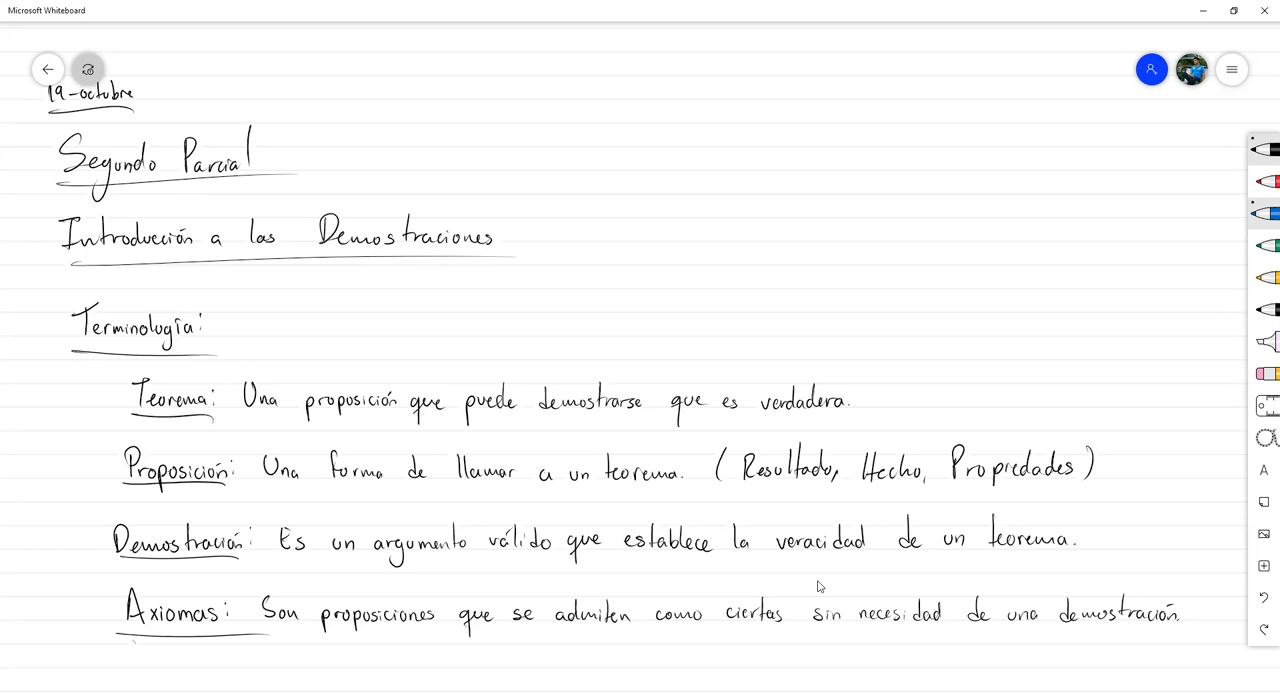 Microsoft Whiteboard
19-octubre
Segundo Parcial
Introducción a las Demostraciones
Terminología:
Teorema: Una proposición que puede demostrarse que es verdadera.
Proposición: Una forma de llamar a un teorema. (Resultado, Hecho, Propiedades)
Demostración: Es un argumento válido que establece la veracidad de un teorema.
Axiomas: Son proposiciones que se admiten como ciertas sin necesidad de una demostración.
A